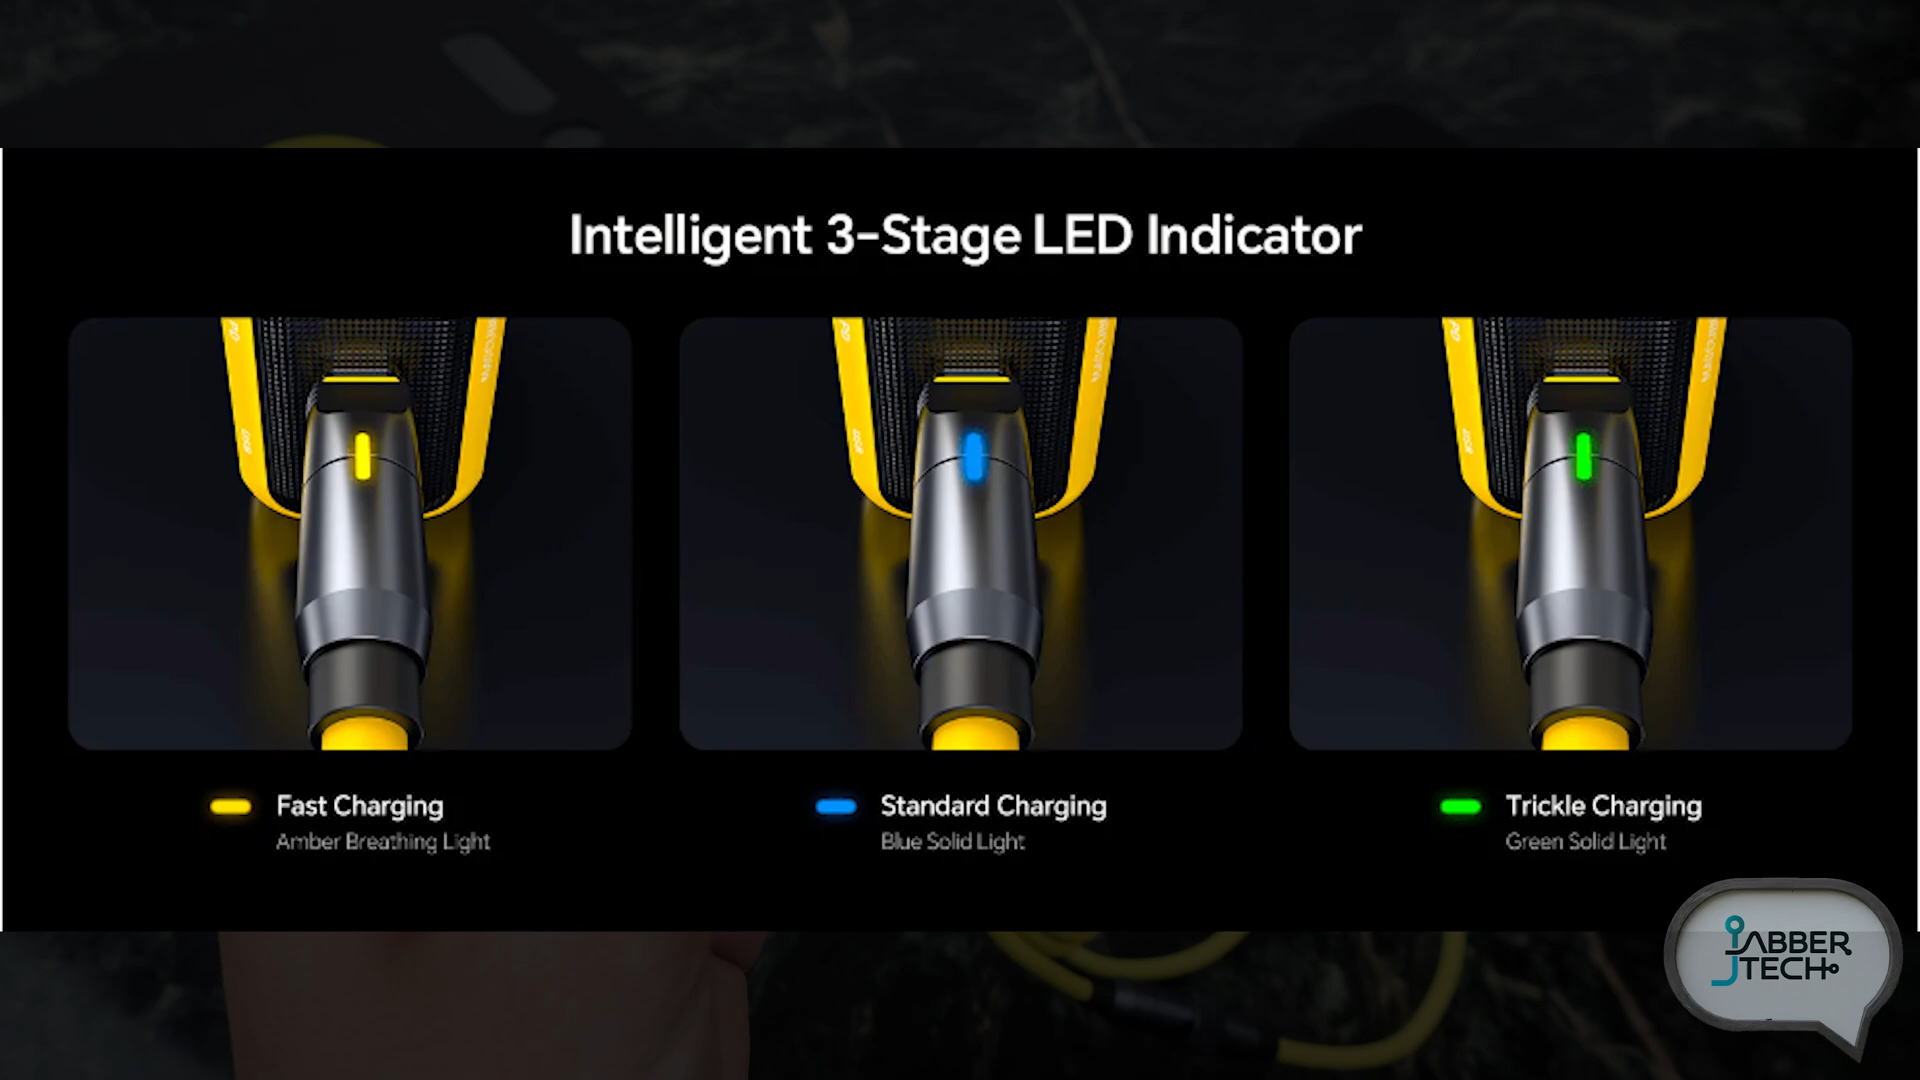 Intelligent 3-Stage LED Indicator
Fast Charging
Amber Breathing Light
Standard Charging
Blue Solid Light
Trickle Charging
Green Solid Light
JABBER
TECH